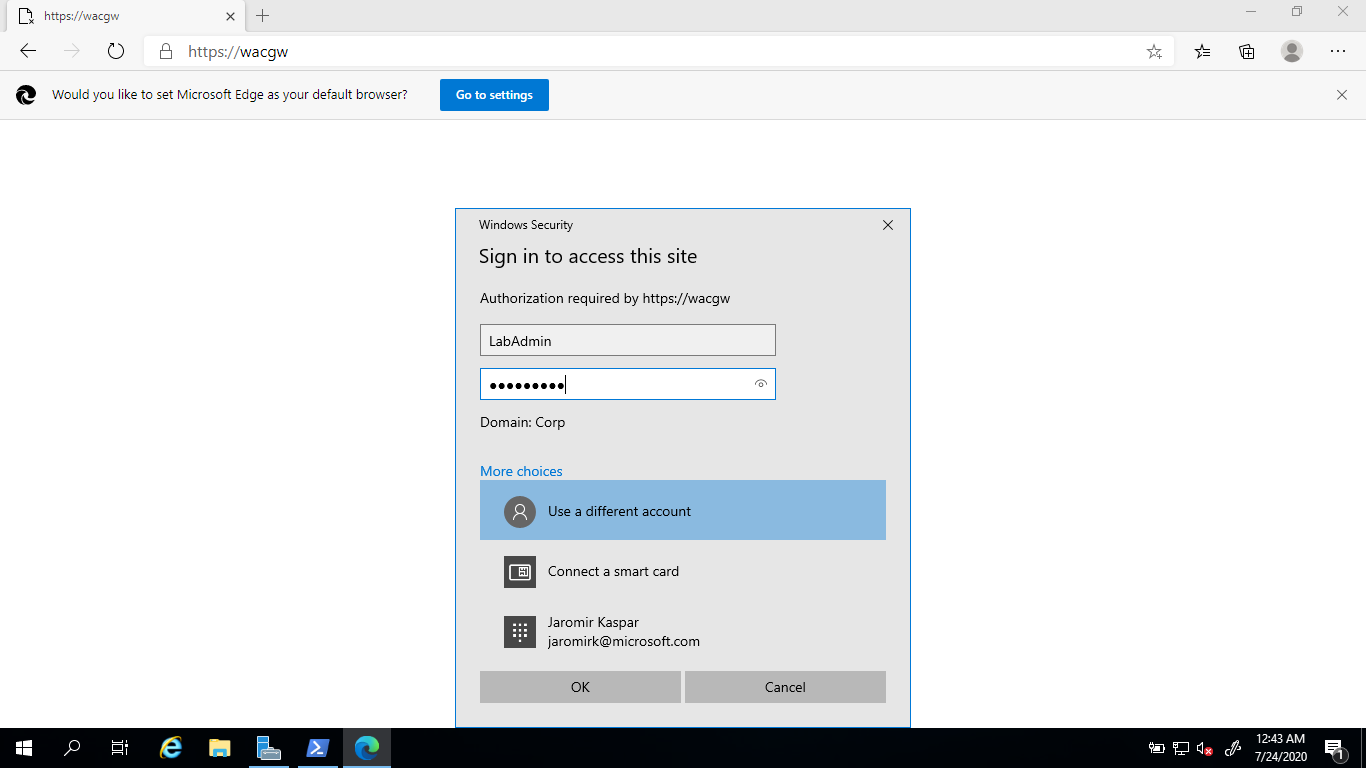 https://wacgw
https://wacgw
Would you like to set Microsoft Edge as your default browser?
Go to settings
Windows Security
Sign in to access this site
Authorization required by https://wacgw
LabAdmin
●●●●●●●●●
Domain: Corp
More choices
Use a different account
Connect a smart card
Jaromir Kaspar
jaromirk@microsoft.com
OK
Cancel
12:43 AM
7/24/2020
1